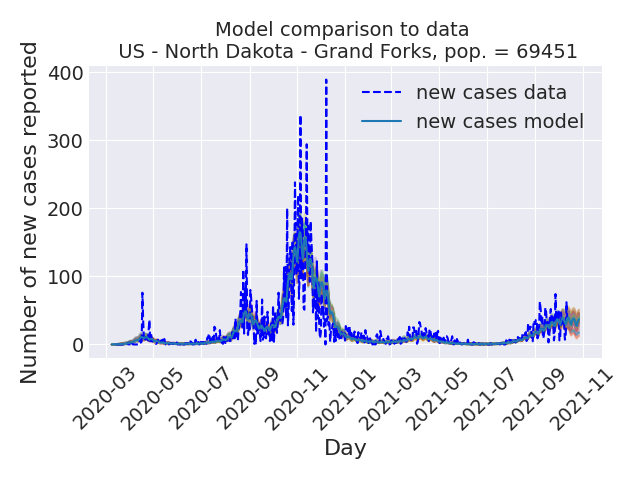 Model comparison to data
US - North Dakota - Grand Forks, pop. = 69451
Number of new cases reported
400
300
200
100
0
new cases data
new cases model
2020-03
2020-05
2020-07
2020-09
2020-11
2021-01
2021-03
2021-05
2021-07
2021-09
2021-11
Day